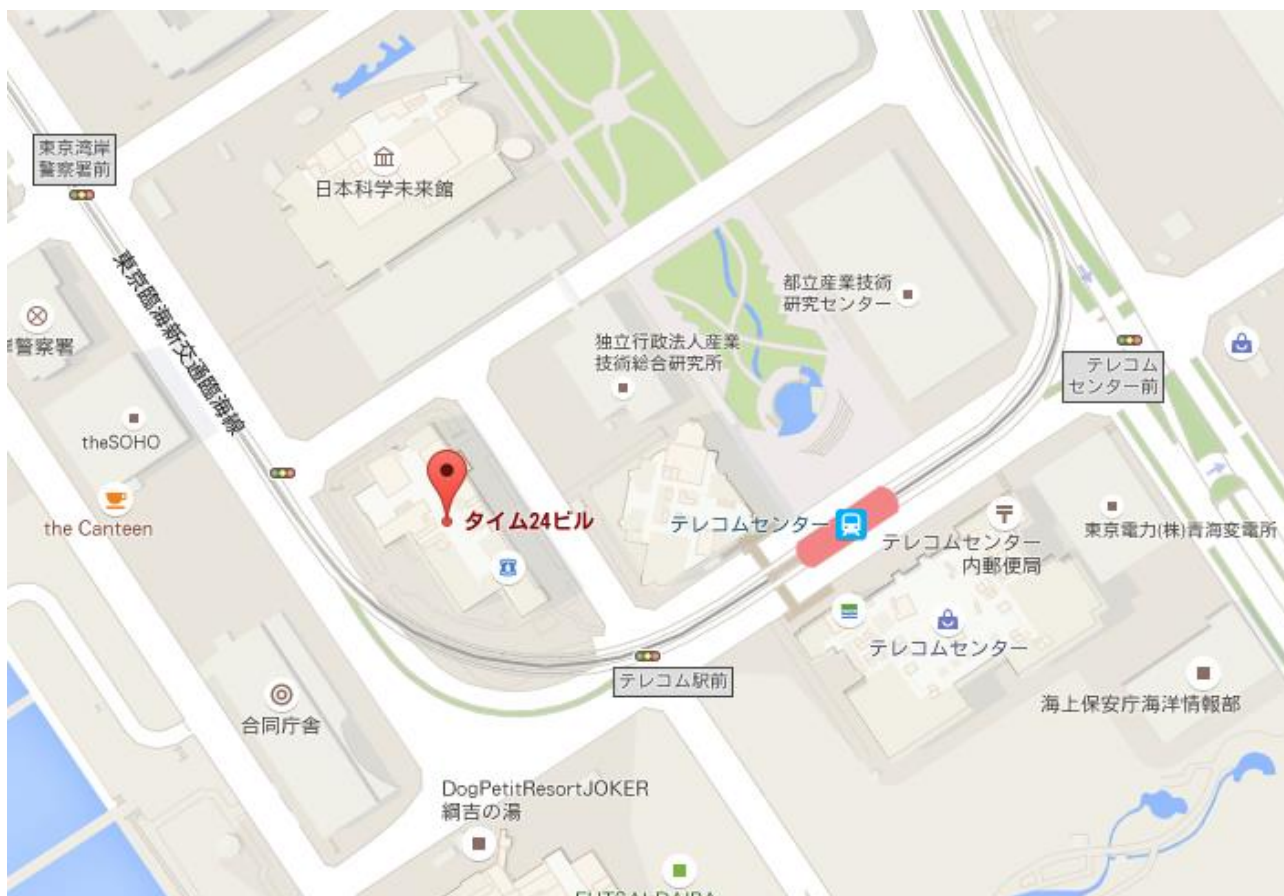 東京湾岸
警察署前
日本科学未来館
東京臨海新交通臨海線
都立産業技術
研究センター
警察署
独立行政法人産業
技術総合研究所
テレコム
センター前
theSOHO
the Canteen
タイム24ビル
テレコムセンター
テレコムセンター
内郵便局
東京電力(株)青海変電所
テレコムセンター
テレコム駅前
海上保安庁海洋情報部
合同庁舎
DogPetitResortJOKER
綱吉の湯